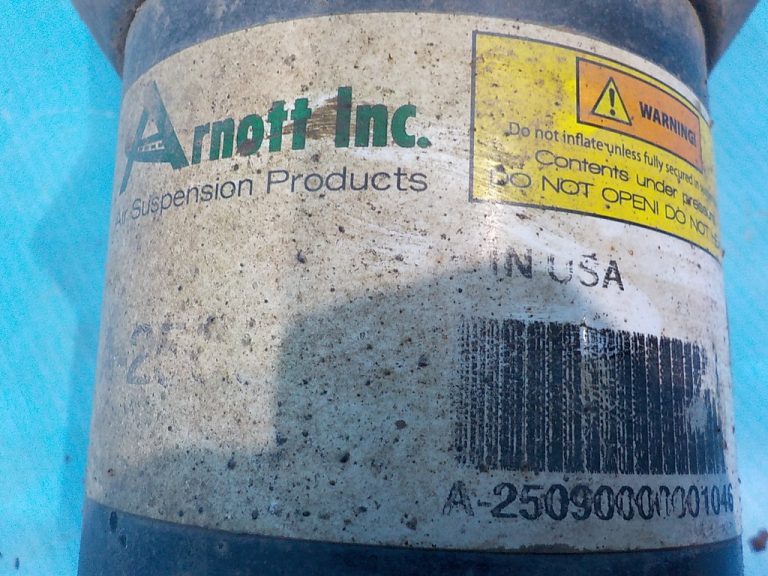 Arnott Inc.
Air Suspension Products
WARNING!
Do not inflate unless fully secured in
Contents under pressure
DO NOT OPEN! DO NOT
IN USA
A-25090000001046